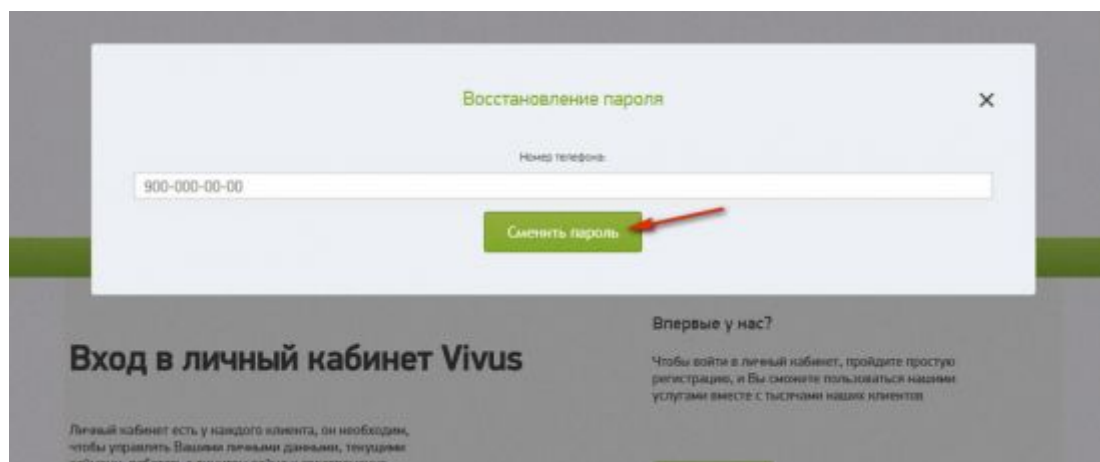 Восстановление пароля
Номер телефона:
900-000-00-00
Сменить пароль
Вход в личный кабинет Vivus
Личный кабинет есть у каждого клиента, он необходим,
чтобы управлять Вашими личными данными, текущими
Впервые у нас?
Чтобы войти в личный кабинет, пройдите простую
регистрацию, и Вы сможете пользоваться нашими
услугами вместе с тысячами наших клиентов